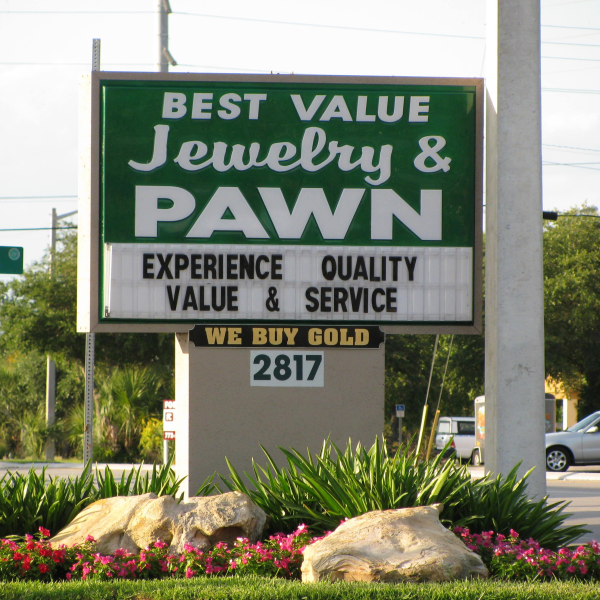 BEST VALUE
Jewelry &
PAWN
EXPERIENCE QUALITY
VALUE & SERVICE
WE BUY GOLD
2817